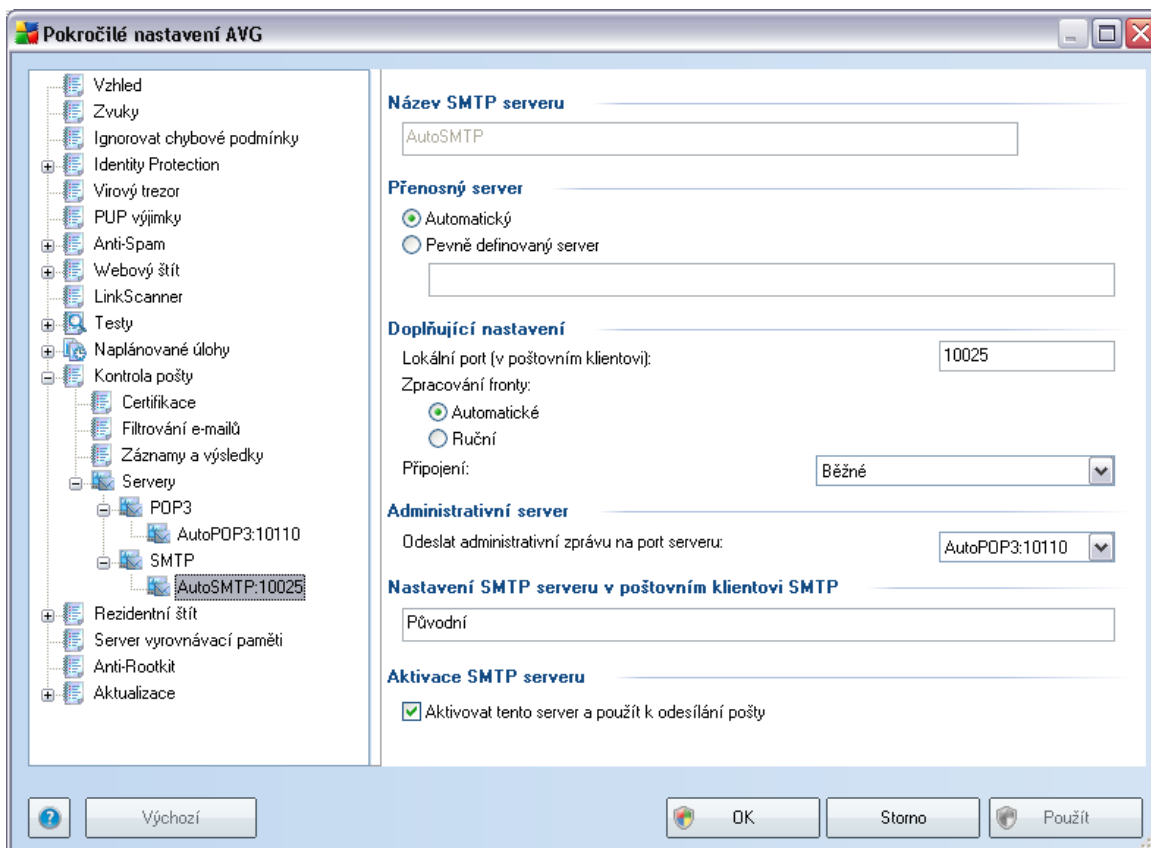 Pokročilé nastavení AVG
Vzhled
Zvuky
Ignorovat chybové podmínky
Identity Protection
Virový trezor
PUP výjimky
Anti-Spam
Webový štít
LinkScanner
Testy
Naplánované úlohy
Kontrola pošty
Certifikace
Filtrování e-mailů
Záznamy a výsledky
Servery
POP3
AutoPOP3:10110
SMTP
AutoSMTP:10025
Rezidentní štít
Server vyrovnávací paměti
Anti-Rootkit
Aktualizace
Název SMTP serveru
AutoSMTP
Přenosný server
Automatický
Pevně definovaný server
Doplňující nastavení
Lokální port (v poštovním klientovi): 10025
Zpracování fronty:
Automatické
Ruční
Připojení: Běžné
Administrativní server
Odeslat administrativní zprávu na port serveru: AutoPOP3:10110
Nastavení SMTP serveru v poštovním klientovi SMTP
Původní
Aktivace SMTP serveru
Aktivovat tento server a použít k odesílání pošty
? Výchozí OK Storno Použít